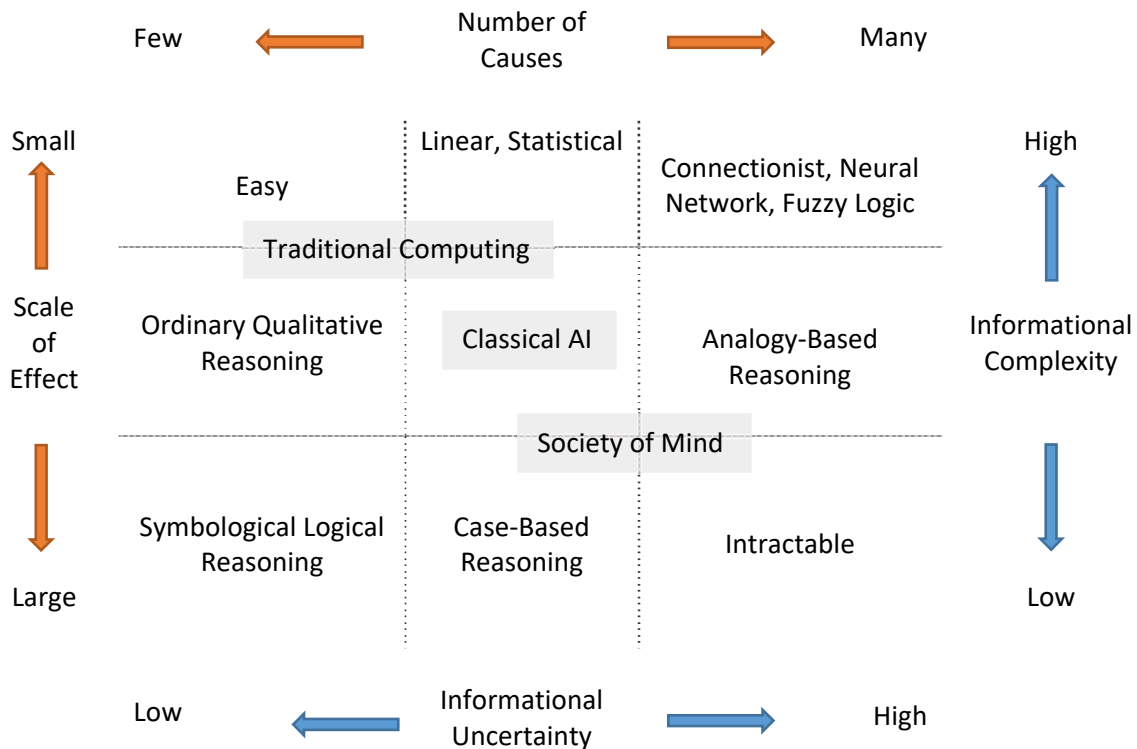 Few
Number of
Causes
Many
Small
Linear, Statistical
High
Easy
Connectionist, Neural
Network, Fuzzy Logic
Traditional Computing
Scale
of
Effect
Ordinary Qualitative
Reasoning
Classical AI
Analogy-Based
Reasoning
Informational
Complexity
Society of Mind
Symbological Logical
Reasoning
Case-Based
Reasoning
Intractable
Large
Low
Low
Informational
Uncertainty
High